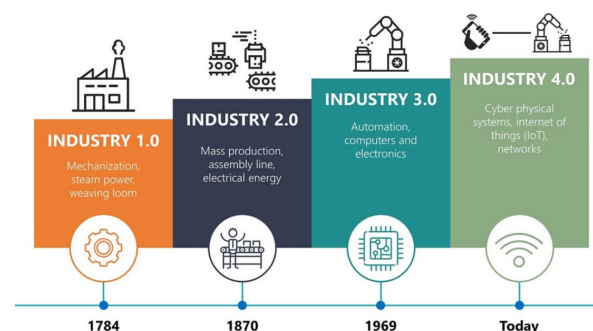 INDUSTRY 1.0
Mechanization,
steam power,
weaving loom
INDUSTRY 2.0
Mass production,
assembly line,
electrical energy
INDUSTRY 3.0
Automation,
computers and
electronics
INDUSTRY 4.0
Cyber physical
systems, internet of
things (IoT),
networks
1784
1870
1969
Today